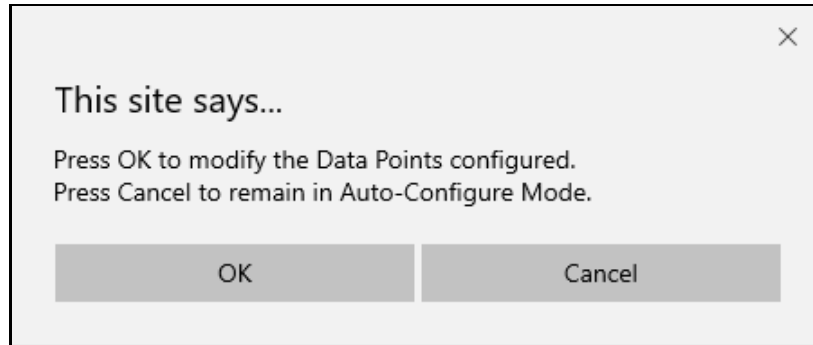 This site says...
Press OK to modify the Data Points configured.
Press Cancel to remain in Auto-Configure Mode.
OK
Cancel